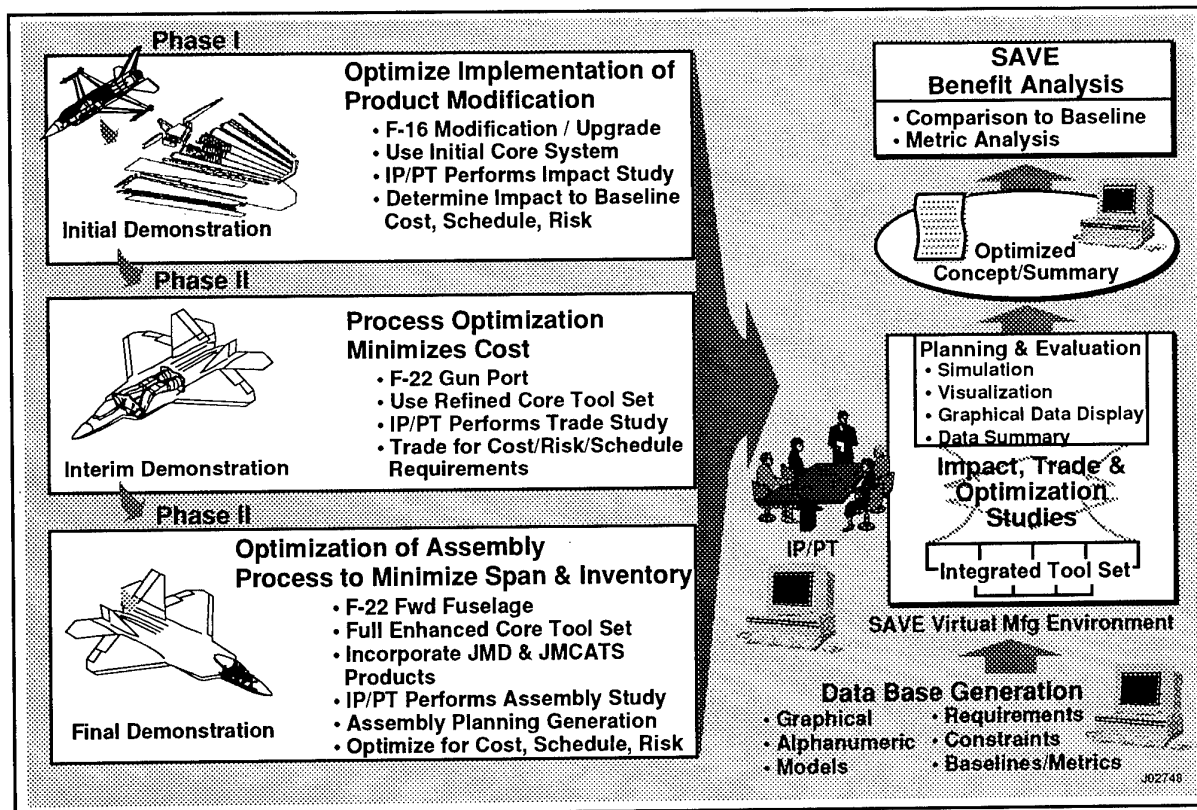 Phase I
Optimize Implementation of
Product Modification
• F-16 Modification / Upgrade
• Use Initial Core System
• IP/PT Performs Impact Study
• Determine Impact to Baseline
Cost, Schedule, Risk
Initial Demonstration
Phase II
Process Optimization
Minimizes Cost
• F-22 Gun Port
• Use Refined Core Tool Set
• IP/PT Performs Trade Study
• Trade for Cost/Risk/Schedule
Requirements
Interim Demonstration
Phase II
Optimization of Assembly
Process to Minimize Span & Inventory
• F-22 Fwd Fuselage
• Full Enhanced Core Tool Set
• Incorporate JMD & JMCATS
Products
• IP/PT Performs Assembly Study
• Assembly Planning Generation
• Optimize for Cost, Schedule, Risk
Final Demonstration
SAVE
Benefit Analysis
• Comparison to Baseline
• Metric Analysis
Optimized
Concept/Summary
Planning & Evaluation
• Simulation
• Visualization
• Graphical Data Display
• Data Summary
Impact, Trade &
Optimization
Studies
Integrated Tool Set
IP/PT
SAVE Virtual Mfg Environment
Data Base Generation
• Graphical
• Alphanumeric
• Models
• Requirements
• Constraints
• Baselines/Metrics
J02748